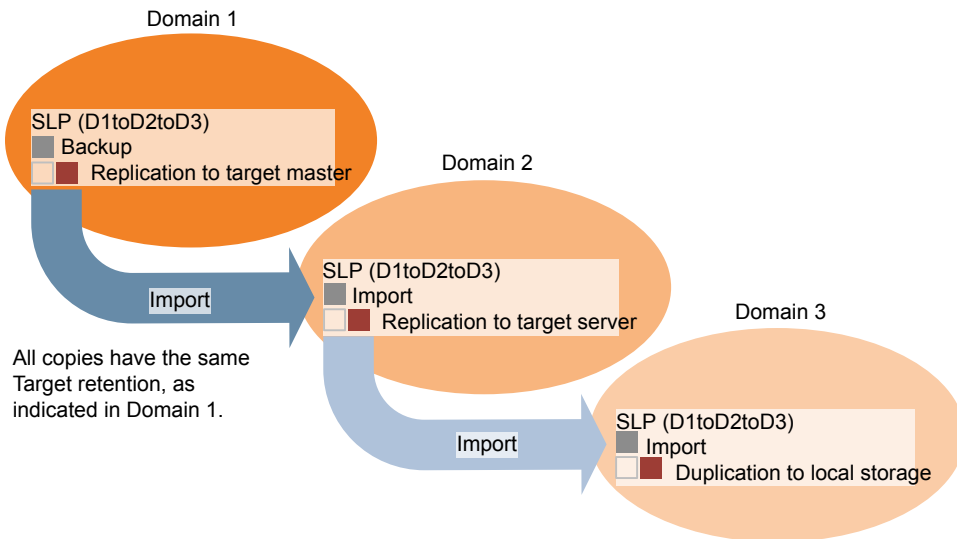 Domain 1
SLP (D1toD2toD3)
Backup
Replication to target master
Import
Domain 2
SLP (D1toD2toD3)
Import
Replication to target server
All copies have the same
Target retention, as
indicated in Domain 1.
Import
Domain 3
SLP (D1toD2toD3)
Import
Duplication to local storage